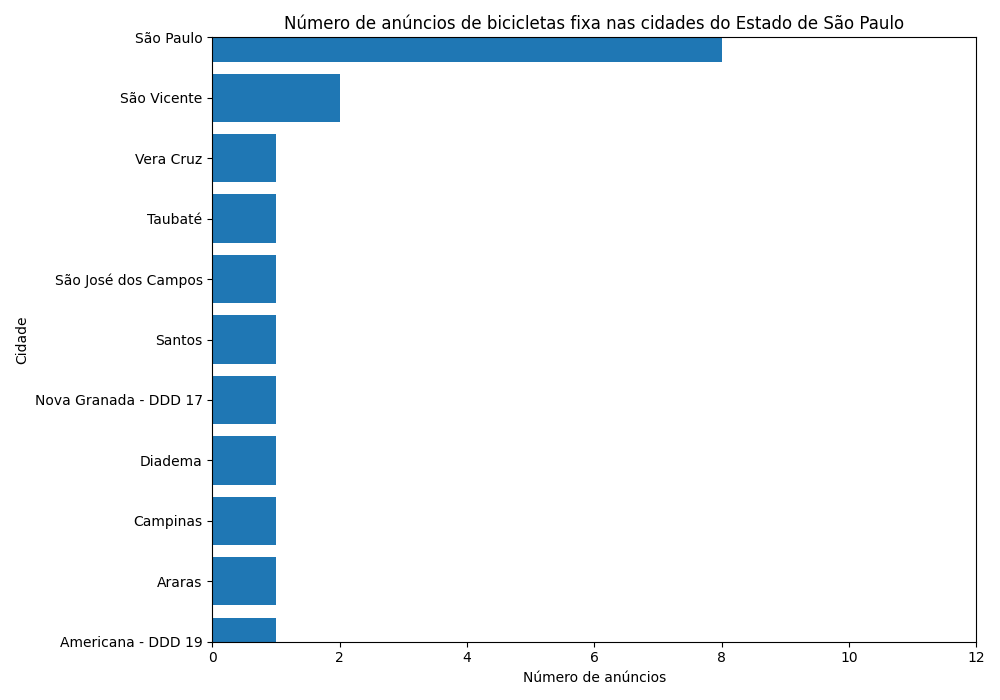 Número de anúncios de bicicletas fixa nas cidades do Estado de São Paulo
São Paulo
São Vicente
Vera Cruz
Taubaté
São José dos Campos
Santos
Nova Granada - DDD 17
Diadema
Campinas
Araras
Americana - DDD 19
Cidade
0 2 4 6 8 10 12
Número de anúncios